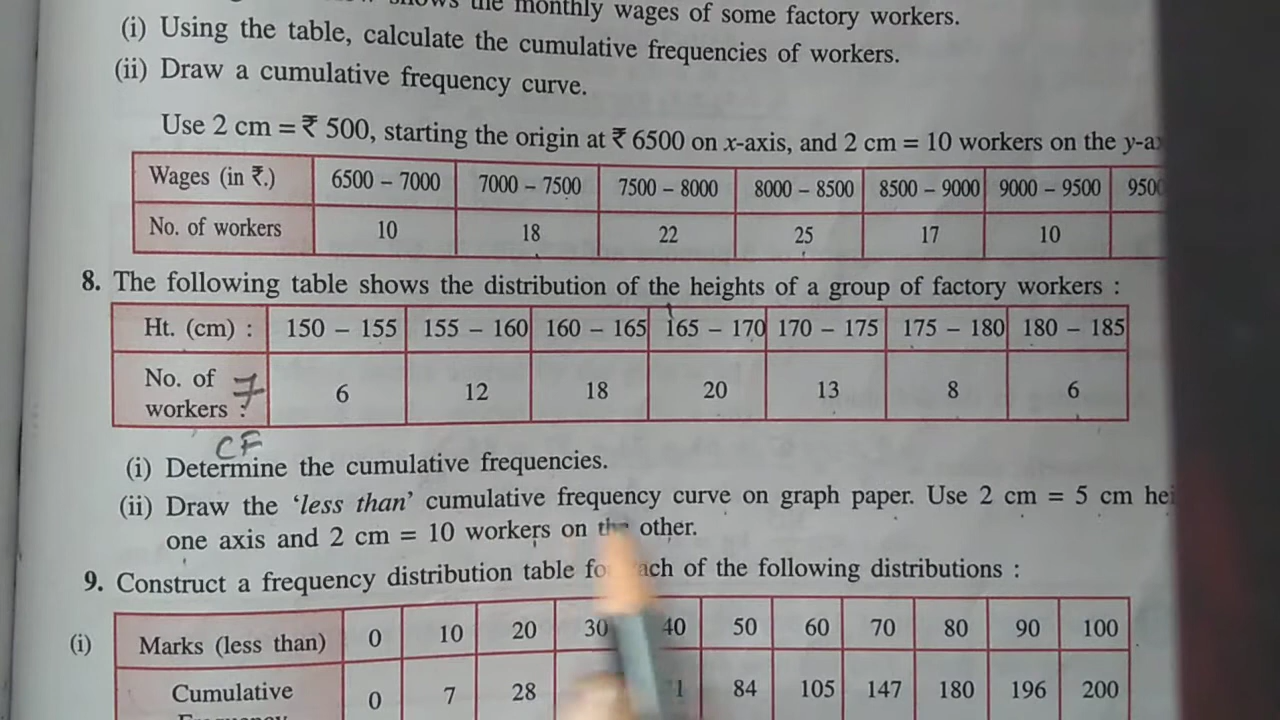 shows the monthly wages of some factory workers.
(i) Using the table, calculate the cumulative frequencies of workers.
(ii) Draw a cumulative frequency curve.
Use 2 cm = ₹ 500, starting the origin at ₹ 6500 on x-axis, and 2 cm = 10 workers on the
Wages (in ₹.) 6500 – 7000 7000 – 7500 7500 – 8000 8000 – 8500 8500 – 9000 9000 – 9500
No. of workers 10 18 22 25 17 10
8. The following table shows the distribution of the heights of a group of factory workers :
Ht. (cm) : 150 – 155 155 – 160 160 – 165 165 – 170 170 – 175 175 – 180 180 – 185
No. of
workers : 6 12 18 20 13 8 6
CF
(i) Determine the cumulative frequencies.
(ii) Draw the ‘less than’ cumulative frequency curve on graph paper. Use 2 cm = 5 cm
one axis and 2 cm = 10 workers on the other.
9. Construct a frequency distribution table of the following distributions :
(i) Marks (less than) 0 10 20 30 40 50 60 70 80 90 100
Cumulative 0 7 28 84 105 147 180 196 200
Frequency